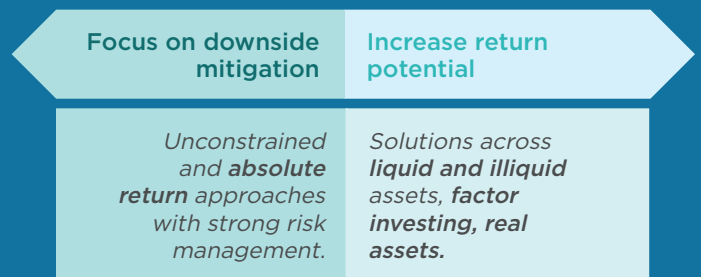 Focus on downside
mitigation
Increase return
potential
Unconstrained
and absolute
return approaches
with strong risk
management.
Solutions across
liquid and illiquid
assets, factor
investing, real
assets.